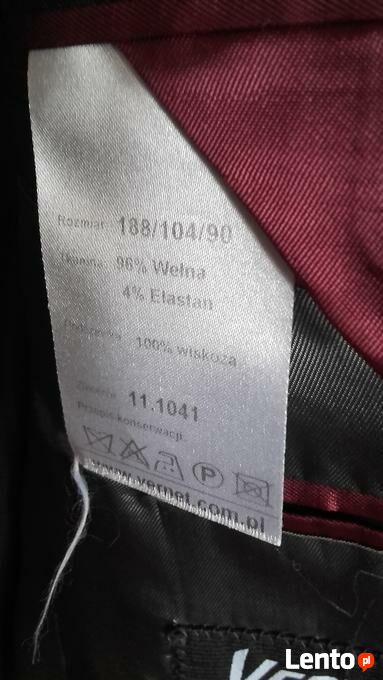 Rozmiar 188/104/90
Tkanina 96% Wełna
4% Elastan
Podszewka 100% wiskoza
11.1041
Przepis konserwacji
P
www.vernet.com.pl
Lento.pl